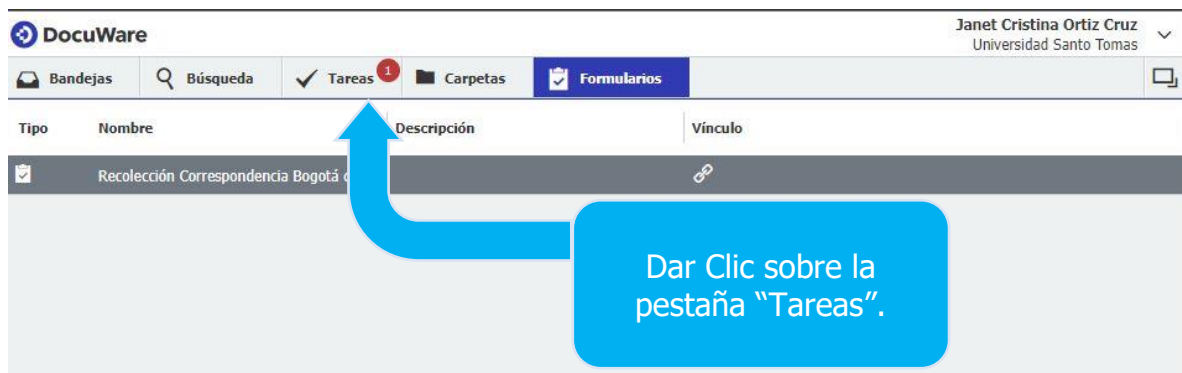 DocuWare
Janet Cristina Ortiz Cruz
Universidad Santo Tomas
Bandejas Búsqueda Tareas 1 Carpetas Formularios
Tipo Nombre Descripción Vínculo
Recolección Correspondencia Bogotá
Dar Clic sobre la
pestaña “Tareas”.